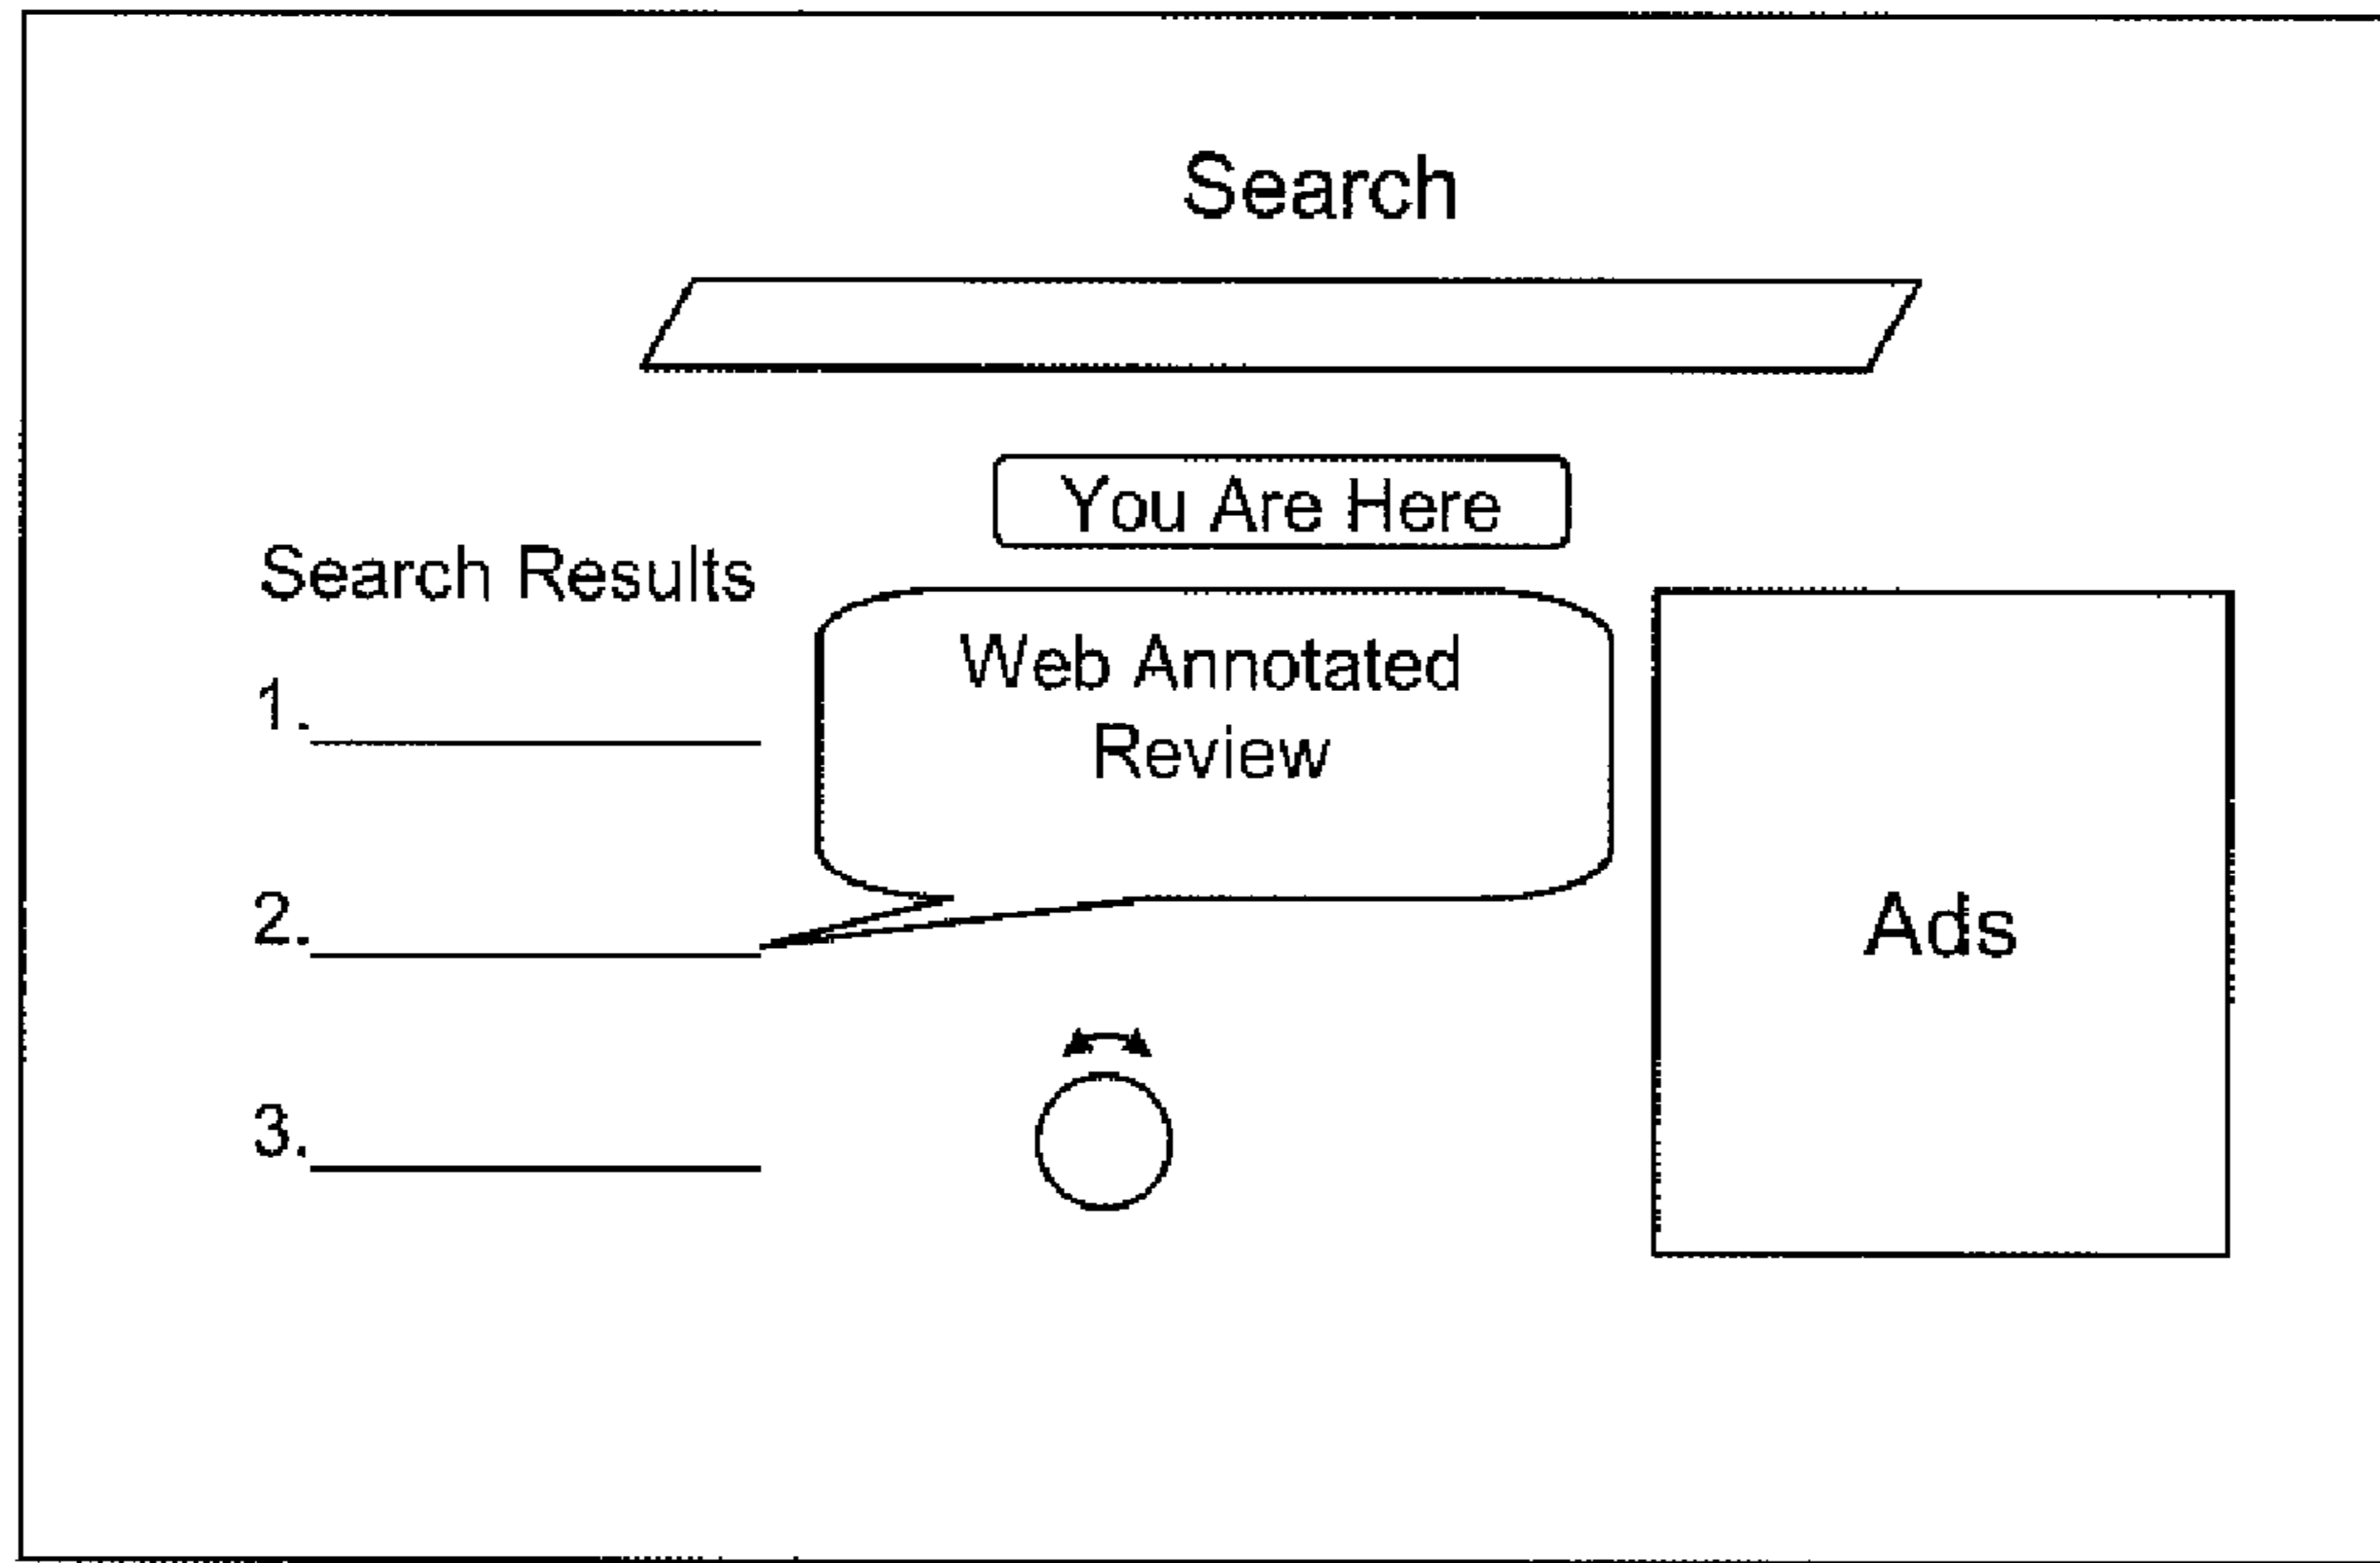 Search
You Are Here
Search Results
1.
2.
3.
Web Annotated
Review
Ads